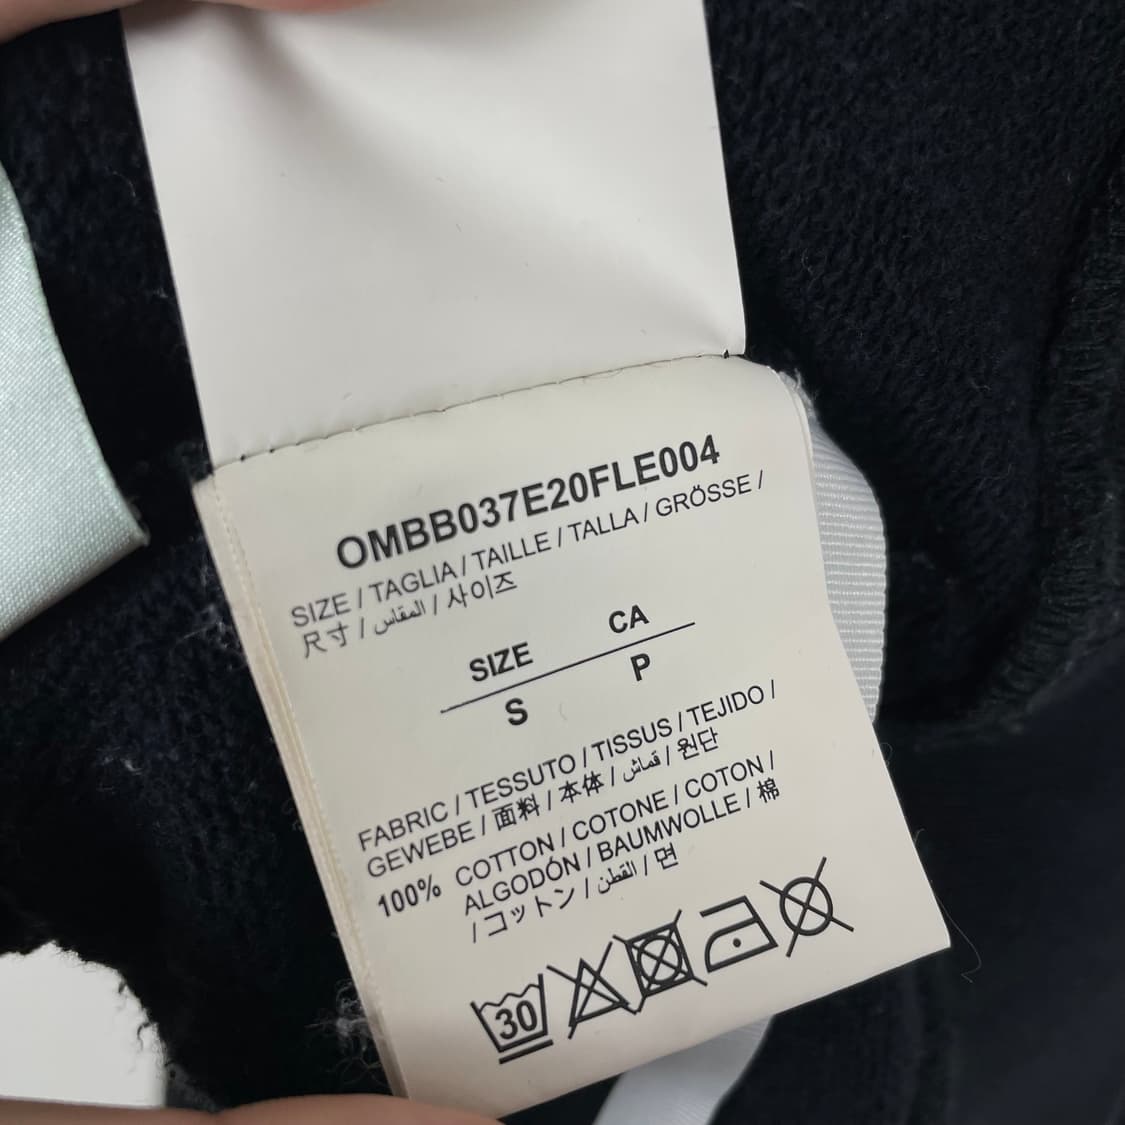 OMBB037E20FLE004
SIZE / TAGLIA / TAILLE / TALLA / GRÖSSE /
尺寸 / المقاس / 사이즈
SIZE CA
S P
FABRIC / TESSUTO / TISSUS / TEJIDO /
GEWEBE / 面料 / 本体 / قماش / 원단
100% COTTON / COTONE / COTON /
ALGODÓN / BAUMWOLLE / 棉
/ コットン / القطن / 면
30